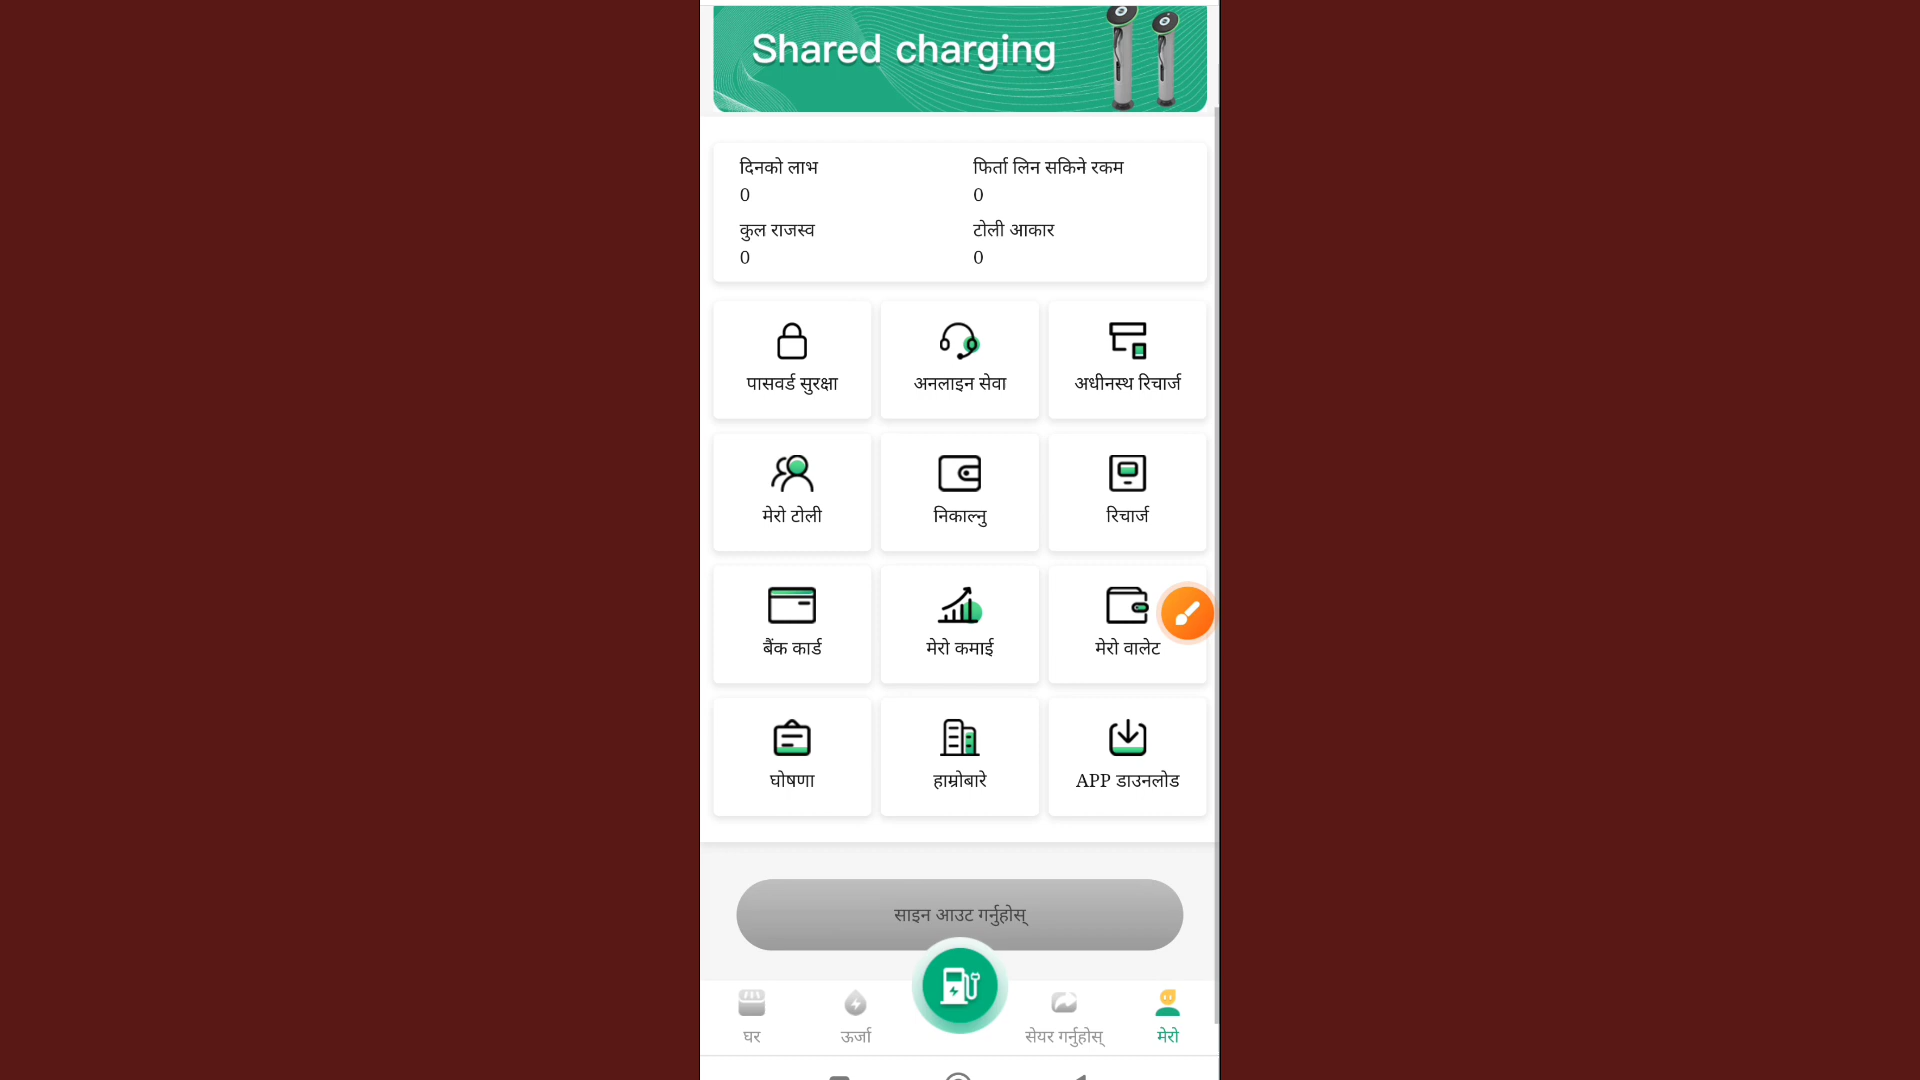 Shared charging
दिनको लाभ
0
फिर्ता लिन सकिने रकम
0
कुल राजस्व
0
टोली आकार
0
पासवर्ड सुरक्षा
अनलाइन सेवा
अधीनस्थ रिचार्ज
मेरो टोली
निकाल्नु
रिचार्ज
बैंक कार्ड
मेरो कमाई
मेरो वालेट
घोषणा
हाम्रोबारे
APP डाउनलोड
साइन आउट गर्नुहोस्
घर
ऊर्जा
सेयर गर्नुहोस्
मेरो